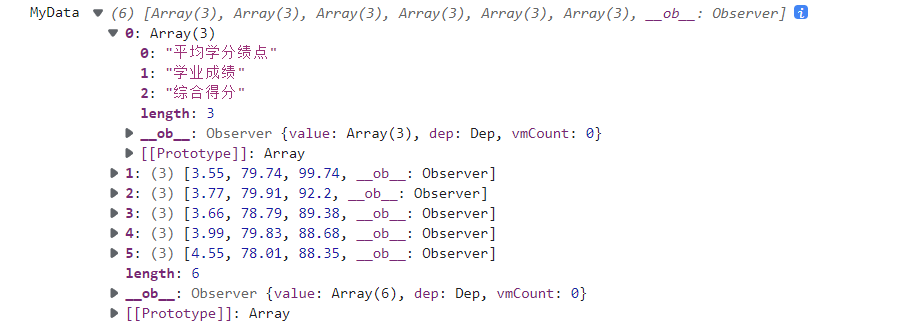 MyData ▼ (6) [Array(3), Array(3), Array(3), Array(3), Array(3), Array(3), __ob__: Observer] i
▼ 0: Array(3)
0: "平均学分绩点"
1: "学业成绩"
2: "综合得分"
length: 3
▶ __ob__: Observer {value: Array(3), dep: Dep, vmCount: 0}
▶ [[Prototype]]: Array
▶ 1: (3) [3.55, 79.74, 99.74, __ob__: Observer]
▶ 2: (3) [3.77, 79.91, 92.2, __ob__: Observer]
▶ 3: (3) [3.66, 78.79, 89.38, __ob__: Observer]
▶ 4: (3) [3.99, 79.83, 88.68, __ob__: Observer]
▶ 5: (3) [4.55, 78.01, 88.35, __ob__: Observer]
length: 6
▶ __ob__: Observer {value: Array(6), dep: Dep, vmCount: 0}
▶ [[Prototype]]: Array